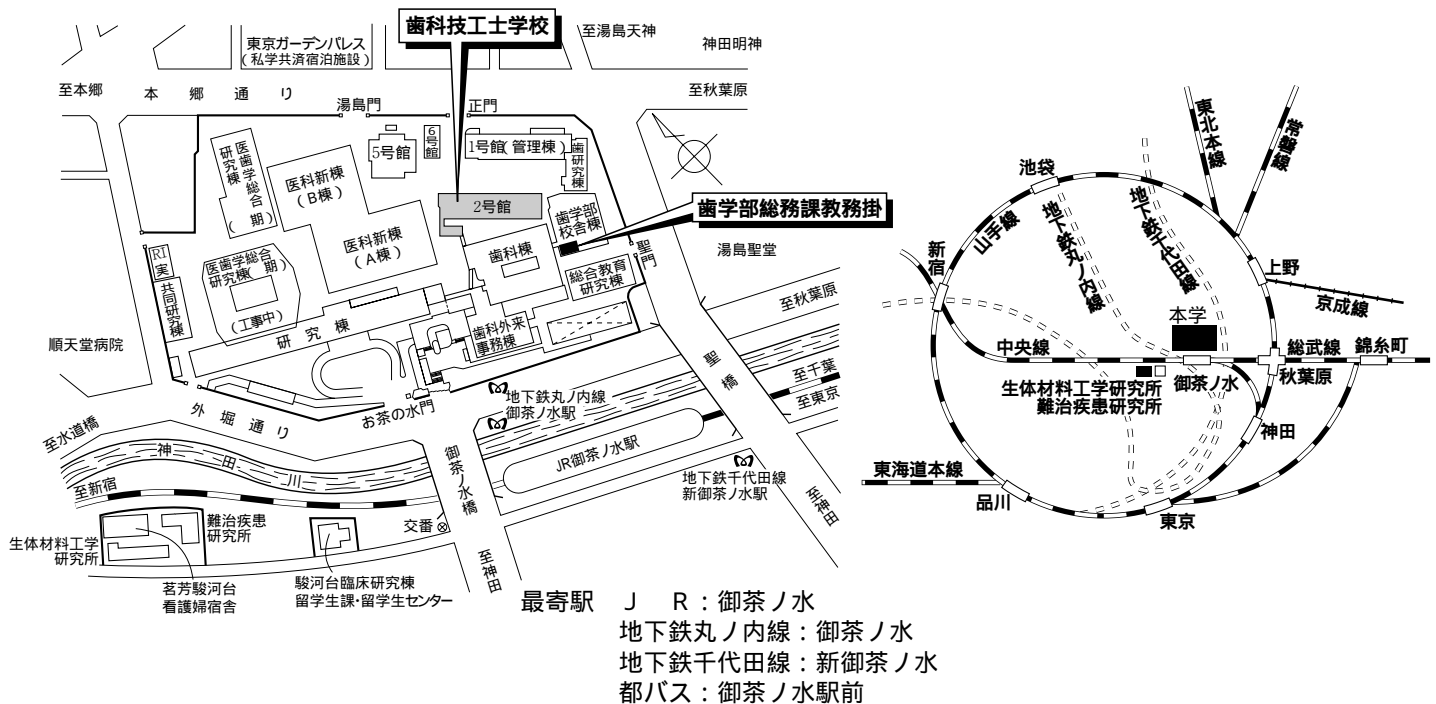 歯科技工士学校
東京ガーデンパレス
(私学共済宿泊施設)
至湯島天神
神田明神
至本郷
本郷通り
至秋葉原
湯島門
正門
6号館
5号館
1号館(管理棟)
歯研究棟
医歯学総合
研究棟
(　期)
医科新棟
(B棟)
2号館
歯学部
校舎棟
歯学部総務課教務掛
医科新棟
(A棟)
歯科棟
聖門
湯島聖堂
RI
実
医歯学総合
研究棟(　期)
総合教育
研究棟
共同研究棟
(工事中)
至秋葉原
研究棟
歯科外来
事務棟
順天堂病院
聖橋
至千葉
至東京
地下鉄丸ノ内線
御茶ノ水駅
お茶の水門
外堀通り
至水道橋
神田川
御茶ノ水橋
JR御茶ノ水駅
地下鉄千代田線
新御茶ノ水駅
至新宿
至神田
難治疾患
研究所
交番
生体材料工学
研究所
至神田
茗芳駿河台
看護婦宿舎
駿河台臨床研究棟
留学生課・留学生センター
東北本線
常磐線
池袋
山手線
地下鉄丸ノ内線
地下鉄千代田線
新宿
上野
京成線
本学
中央線
総武線
錦糸町
秋葉原
御茶ノ水
生体材料工学研究所
難治疾患研究所
神田
東海道本線
品川
東京
最寄駅　J　R：御茶ノ水
地下鉄丸ノ内線：御茶ノ水
地下鉄千代田線：新御茶ノ水
都バス：御茶ノ水駅前